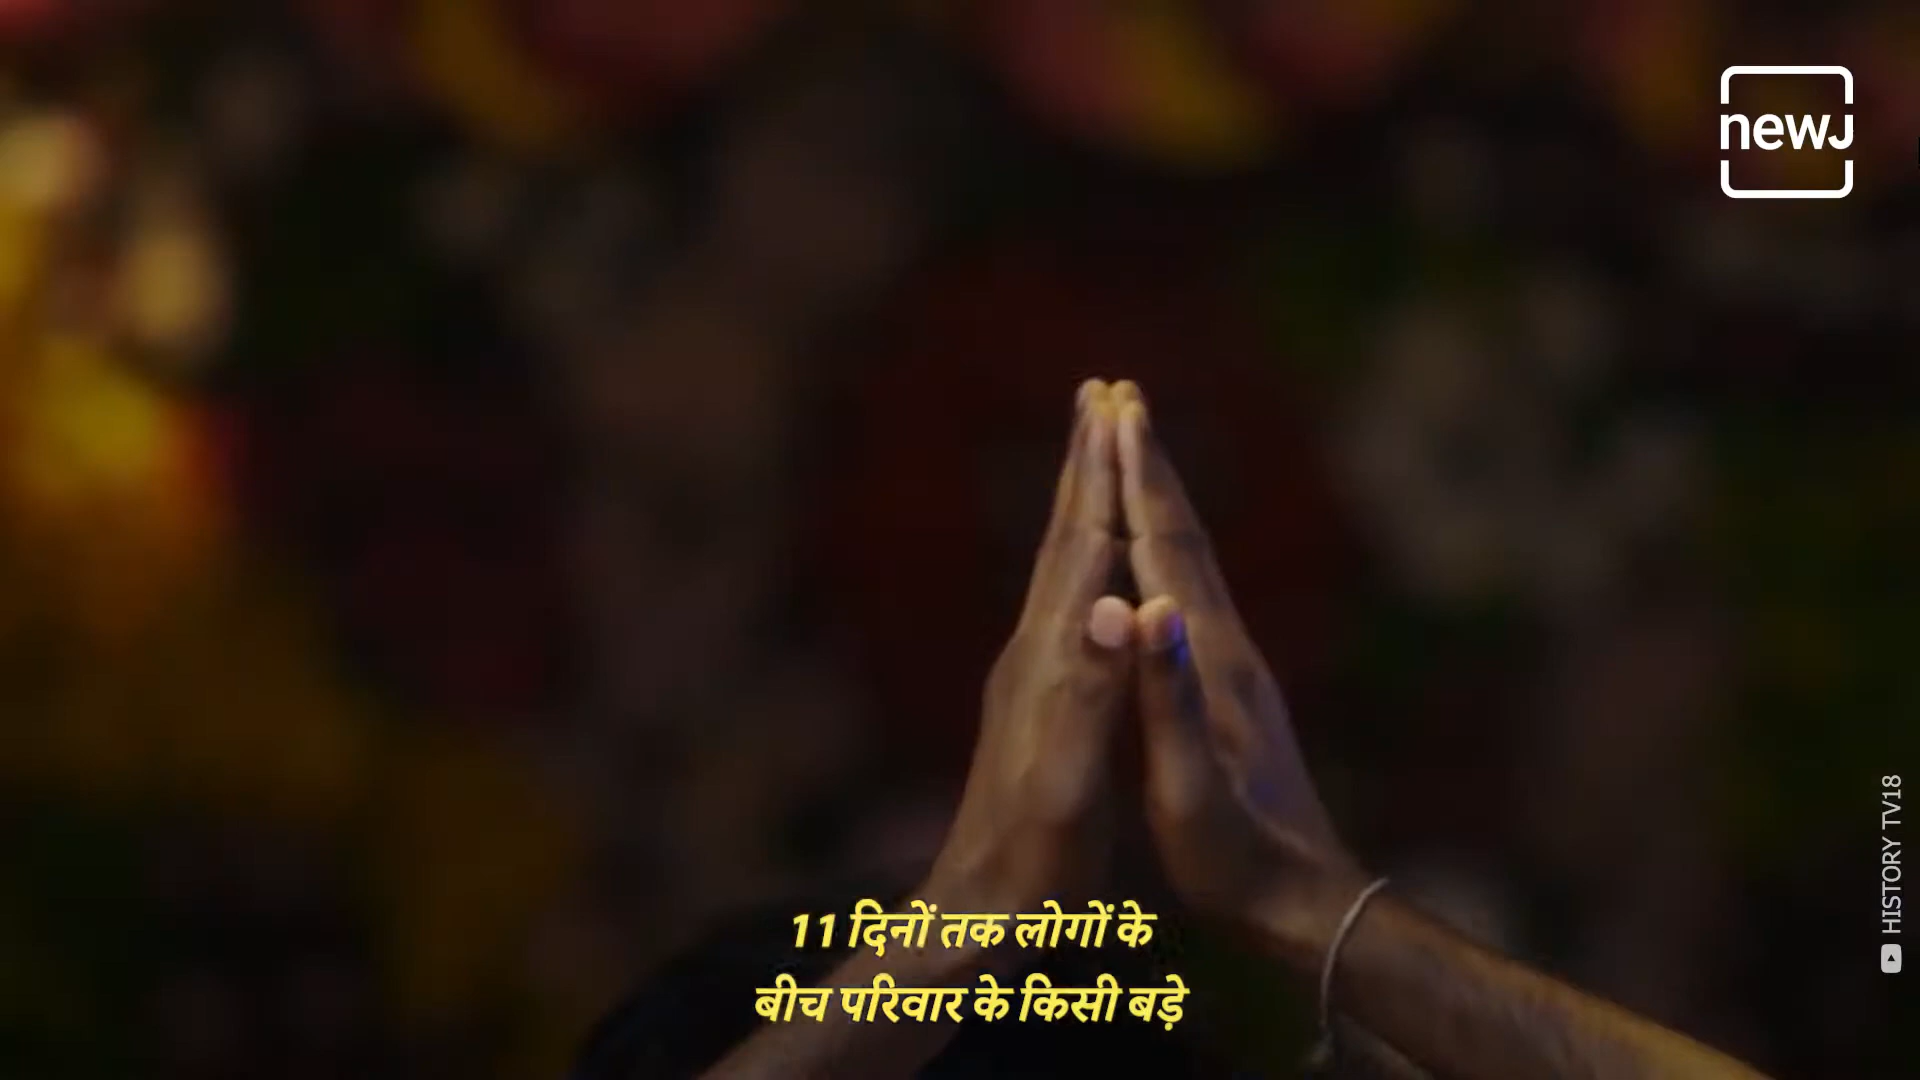 newJ
11 दिनों तक लोगों के
बीच परिवार के किसी बड़े
HISTORY TV18